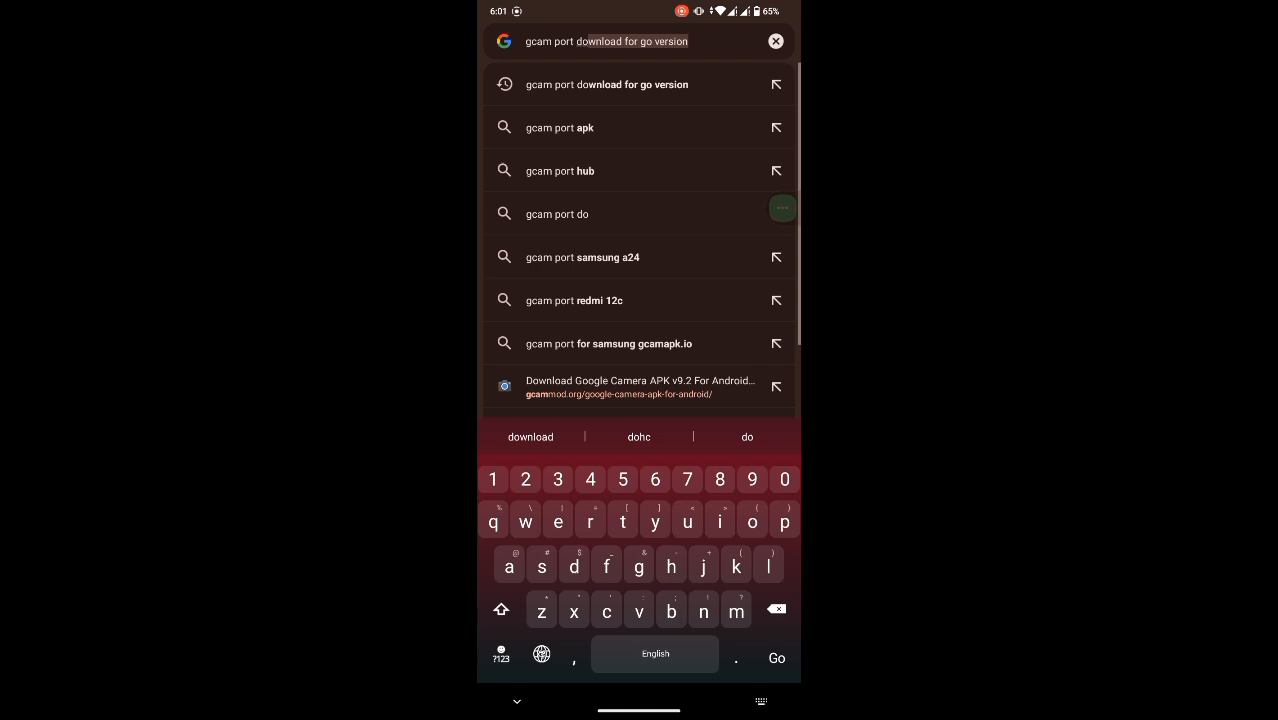 6:01 65%
gcam port download for go version
gcam port download for go version
gcam port apk
gcam port hub
gcam port do
gcam port samsung a24
gcam port redmi 12c
gcam port for samsung gcamapk.io
Download Google Camera APK v9.2 For Android...
gcammod.org/google-camera-apk-for-android/
download dohc do
1 2 3 4 5 6 7 8 9 0
% \ | = [ ] < > { }
q w e r t y u i o p
@ # $ _ & - + ( )
a s d f g h j k l
* " ' : ; ! ?
z x c v b n m
?123 , English . Go